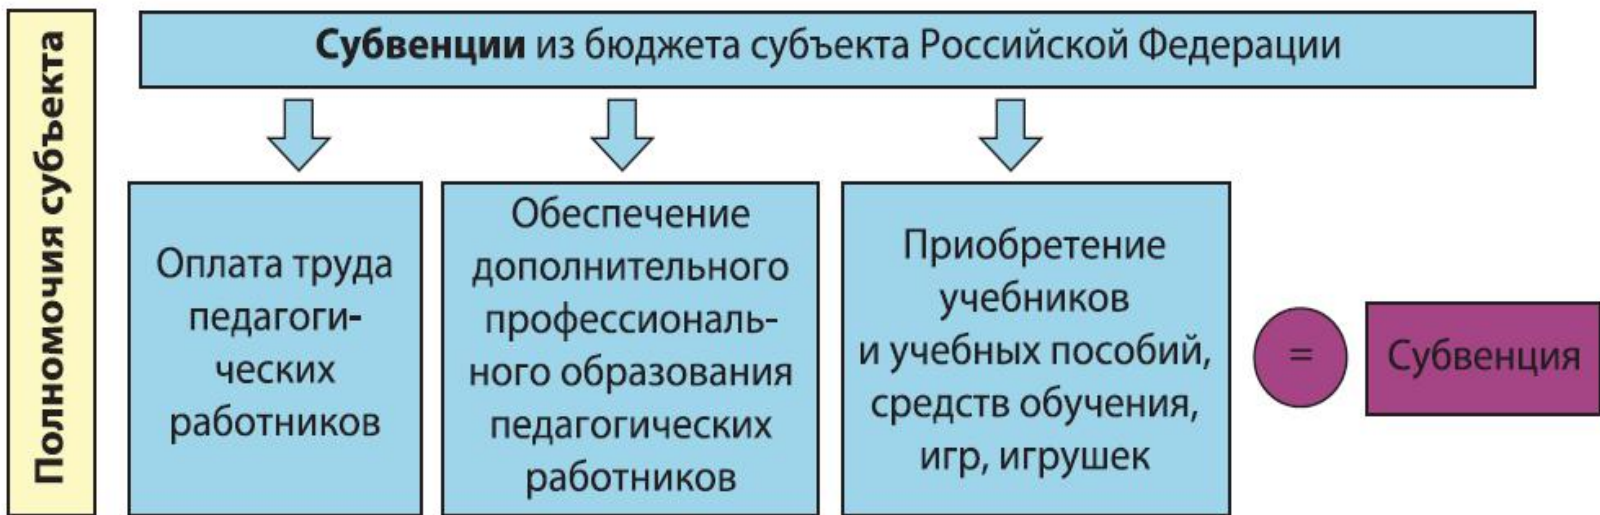 Полномочия субъекта
Субвенции из бюджета субъекта Российской Федерации
Оплата труда
педагоги-
ческих
работников
Обеспечение
дополнительного
профессиональ-
ного образования
педагогических
работников
Приобретение
учебников
и учебных пособий,
средств обучения,
игр, игрушек
=
Субвенция